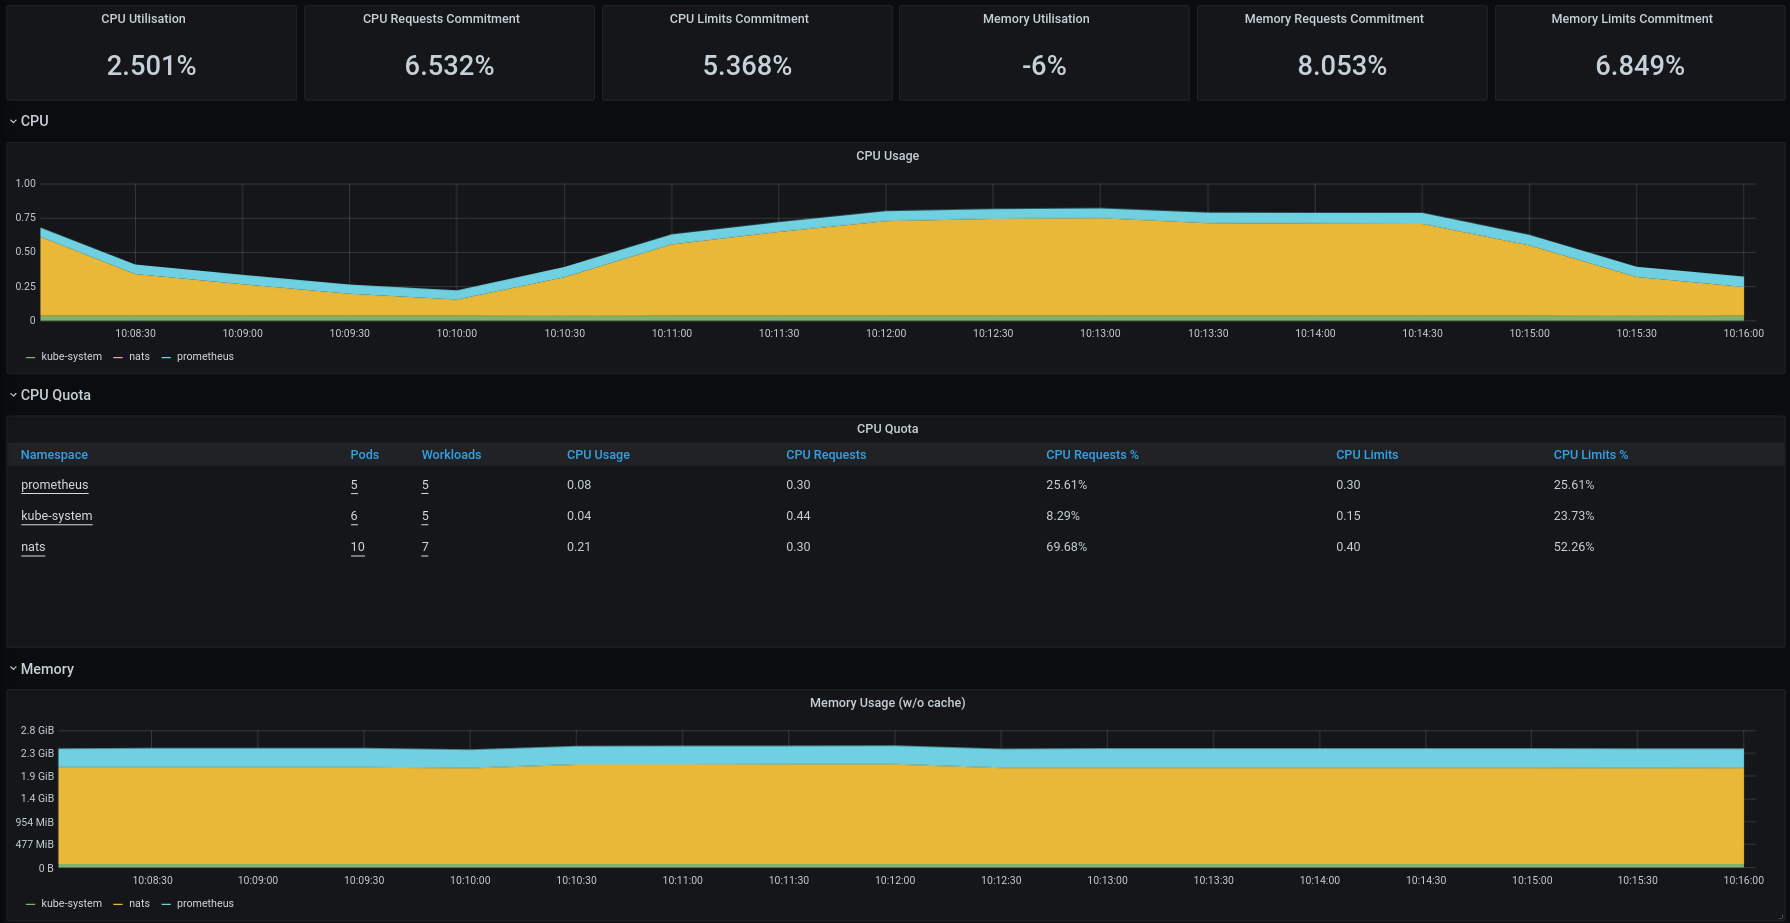 CPU Utilisation CPU Requests Commitment CPU Limits Commitment Memory Utilisation Memory Requests Commitment Memory Limits Commitment
2.501% 6.532% 5.368% -6% 8.053% 6.849%
CPU
CPU Usage
1.00
0.75
0.50
0.25
0
10:08:30 10:09:00 10:09:30 10:10:00 10:10:30 10:11:00 10:11:30 10:12:00 10:12:30 10:13:00 10:13:30 10:14:00 10:14:30 10:15:00 10:15:30 10:16:00
kube-system nats prometheus
CPU Quota
CPU Quota
Namespace Pods Workloads CPU Usage CPU Requests CPU Requests % CPU Limits CPU Limits %
prometheus 5 5 0.08 0.30 25.61% 0.30 25.61%
kube-system 6 5 0.04 0.44 8.29% 0.15 23.73%
nats 10 7 0.21 0.30 69.68% 0.40 52.26%
Memory
Memory Usage (w/o cache)
2.8 GiB
2.3 GiB
1.9 GiB
1.4 GiB
954 MiB
477 MiB
0 B
10:08:30 10:09:00 10:09:30 10:10:00 10:10:30 10:11:00 10:11:30 10:12:00 10:12:30 10:13:00 10:13:30 10:14:00 10:14:30 10:15:00 10:15:30 10:16:00
kube-system nats prometheus